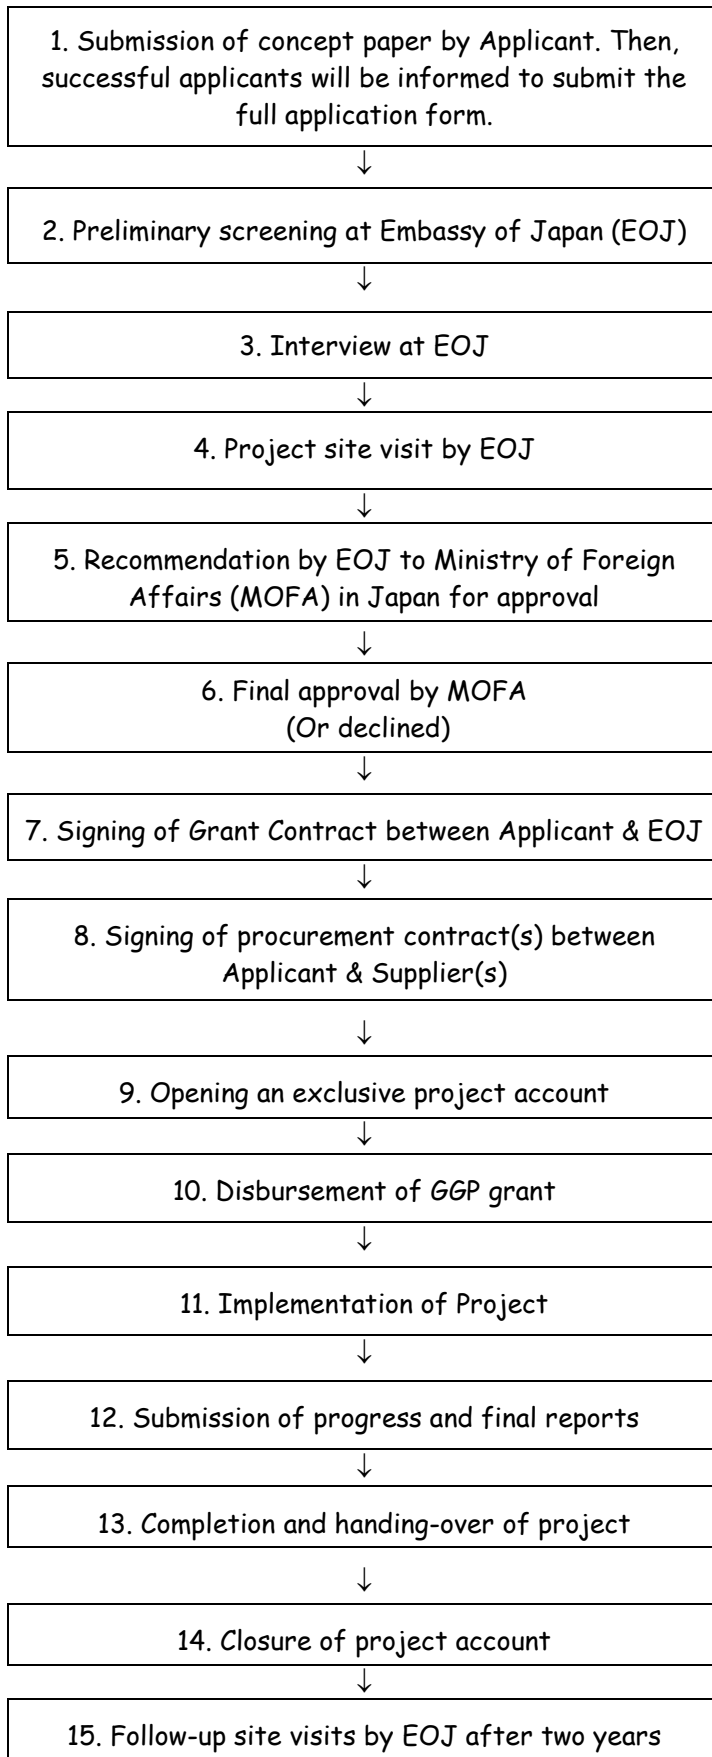 1. Submission of concept paper by Applicant. Then,
successful applicants will be informed to submit the
full application form.
↓
2. Preliminary screening at Embassy of Japan (EOJ)
↓
3. Interview at EOJ
↓
4. Project site visit by EOJ
↓
5. Recommendation by EOJ to Ministry of Foreign
Affairs (MOFA) in Japan for approval
↓
6. Final approval by MOFA
(Or declined)
↓
7. Signing of Grant Contract between Applicant & EOJ
↓
8. Signing of procurement contract(s) between
Applicant & Supplier(s)
↓
9. Opening an exclusive project account
↓
10. Disbursement of GGP grant
↓
11. Implementation of Project
↓
12. Submission of progress and final reports
↓
13. Completion and handing-over of project
↓
14. Closure of project account
↓
15. Follow-up site visits by EOJ after two years